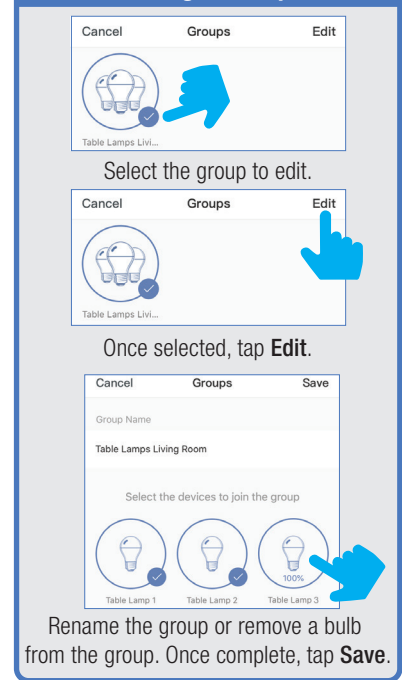 Cancel Groups Edit
Table Lamps Livi...
Select the group to edit.
Cancel Groups Edit
Table Lamps Livi...
Once selected, tap Edit.
Cancel Groups Save
Group Name
Table Lamps Living Room
Select the devices to join the group
100%
Table Lamp 1 Table Lamp 2 Table Lamp 3
Rename the group or remove a bulb
from the group. Once complete, tap Save.